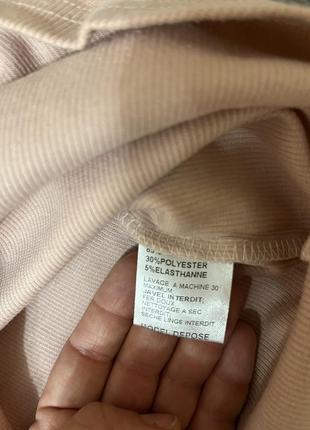 30%POLYESTER
5%ELASTHANNE
LAVAGE A MACHINE 30
MAXIMUM
JAVEL INTERDIT;
FER DOUX
NETTOYAGE A SEC
INTERDIT
SECHE LINGE INTERDIT
MODEL DEPOSE